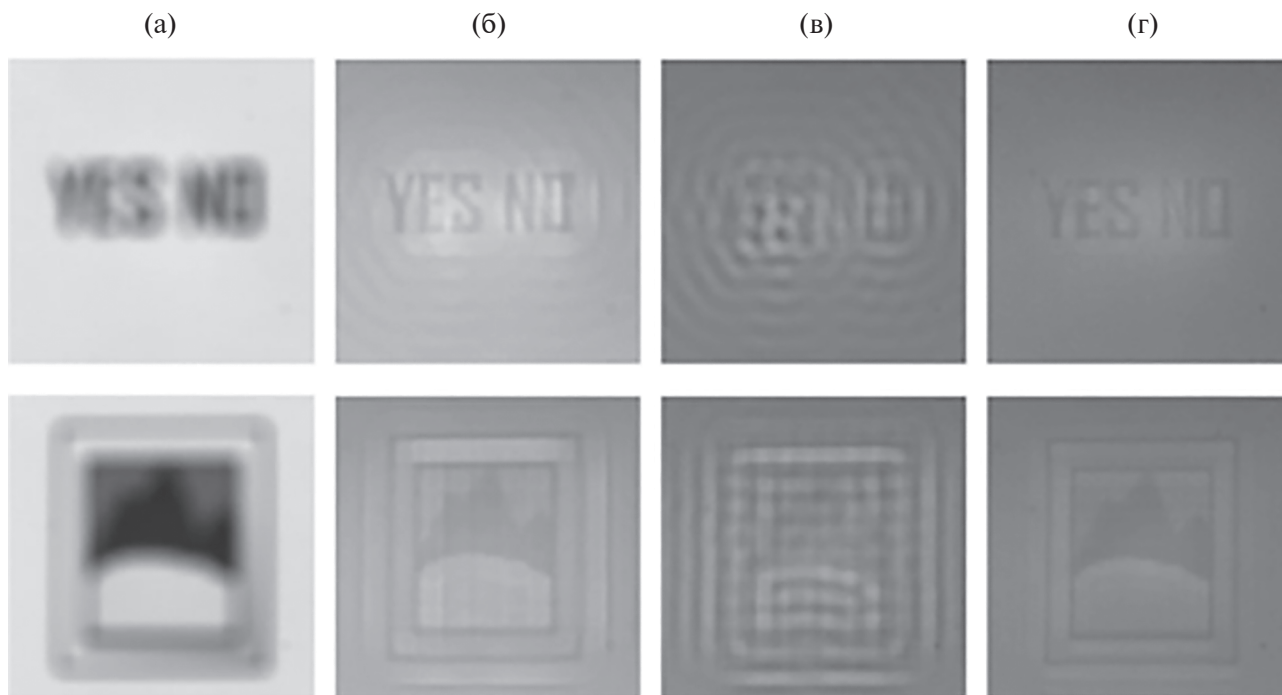 (а) (б) (в) (г)
YES NO YES NO YES NO